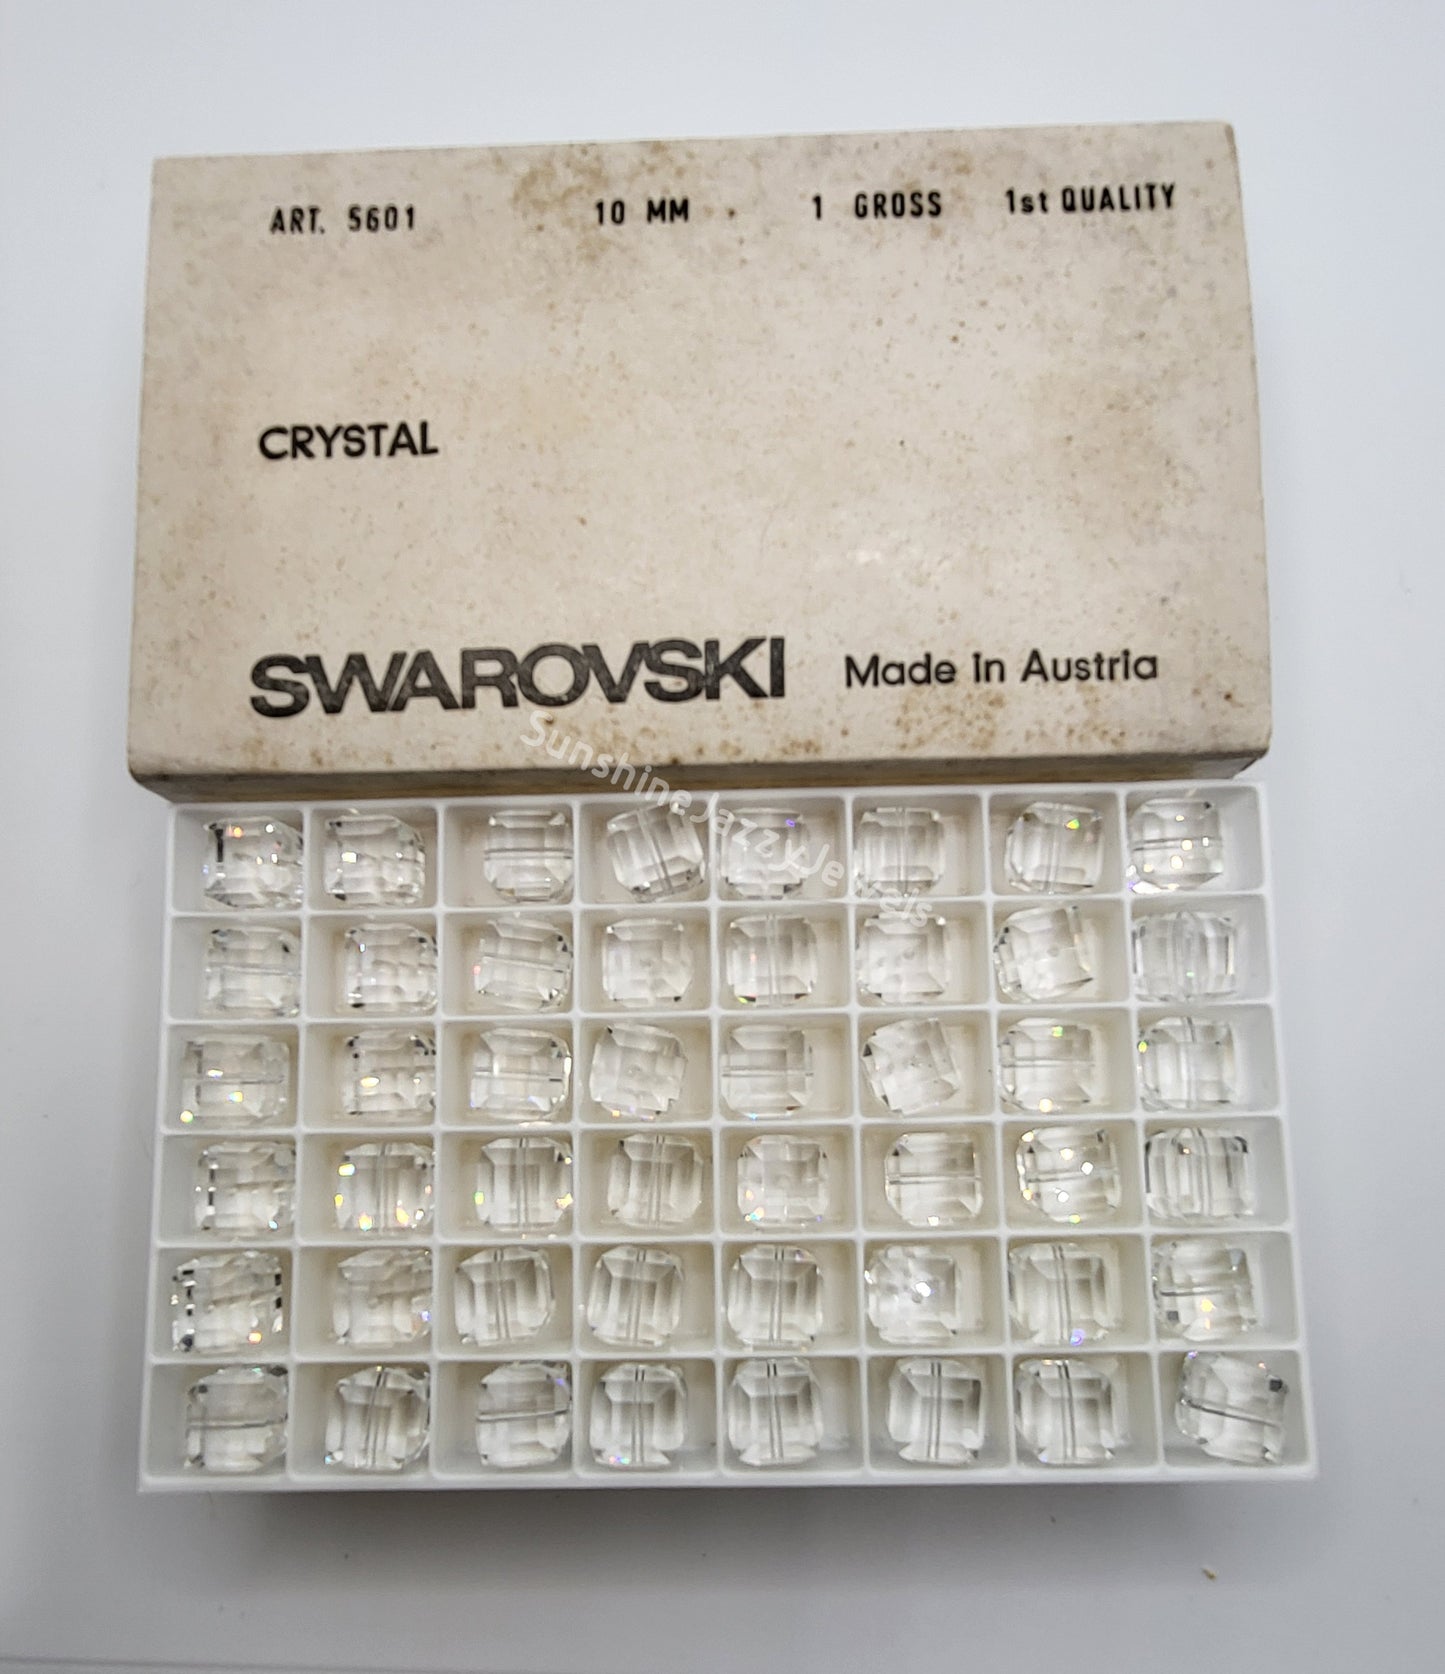 ART. 5601 10 MM 1 GROSS 1st QUALITY
CRYSTAL
SWAROVSKI Made in Austria
SunshineJazzyJewels